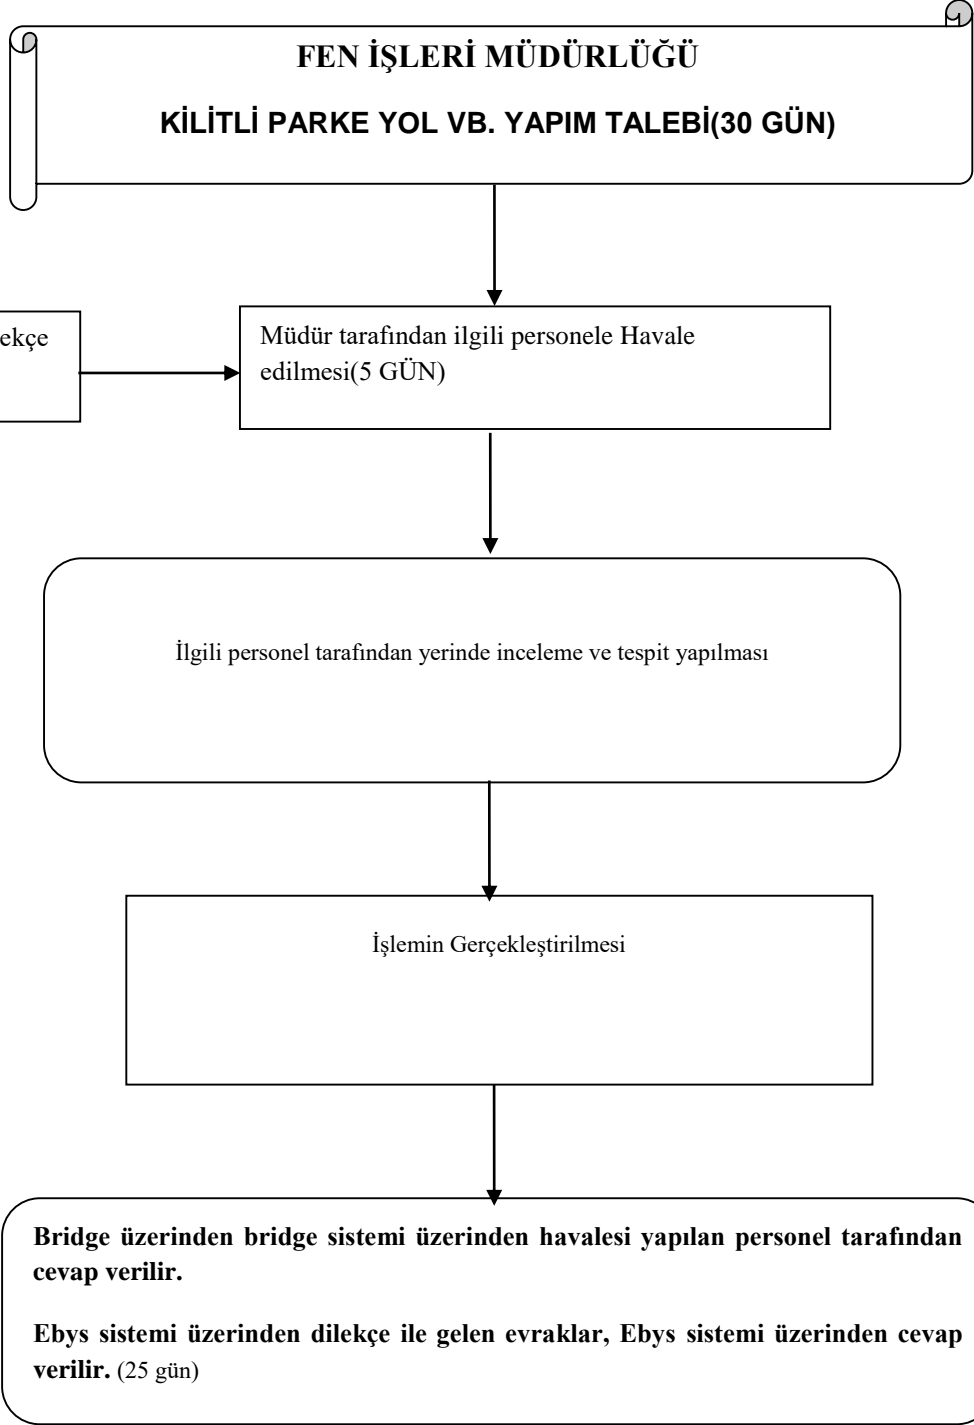 FEN İŞLERİ MÜDÜRLÜĞÜ
KİLİTLİ PARKE YOL VB. YAPIM TALEBİ(30 GÜN)
Müdür tarafından ilgili personele Havale
edilmesi(5 GÜN)
İlgili personel tarafından yerinde inceleme ve tespit yapılması
İşlemin Gerçekleştirilmesi
Bridge üzerinden bridge sistemi üzerinden havalesi yapılan personel tarafından
cevap verilir.
Ebys sistemi üzerinden dilekçe ile gelen evraklar, Ebys sistemi üzerinden cevap
verilir. (25 gün)